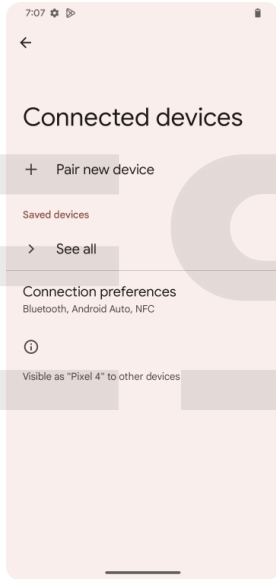 7:07
Connected devices
Pair new device
Saved devices
See all
Connection preferences
Bluetooth, Android Auto, NFC
Visible as "Pixel 4" to other devices